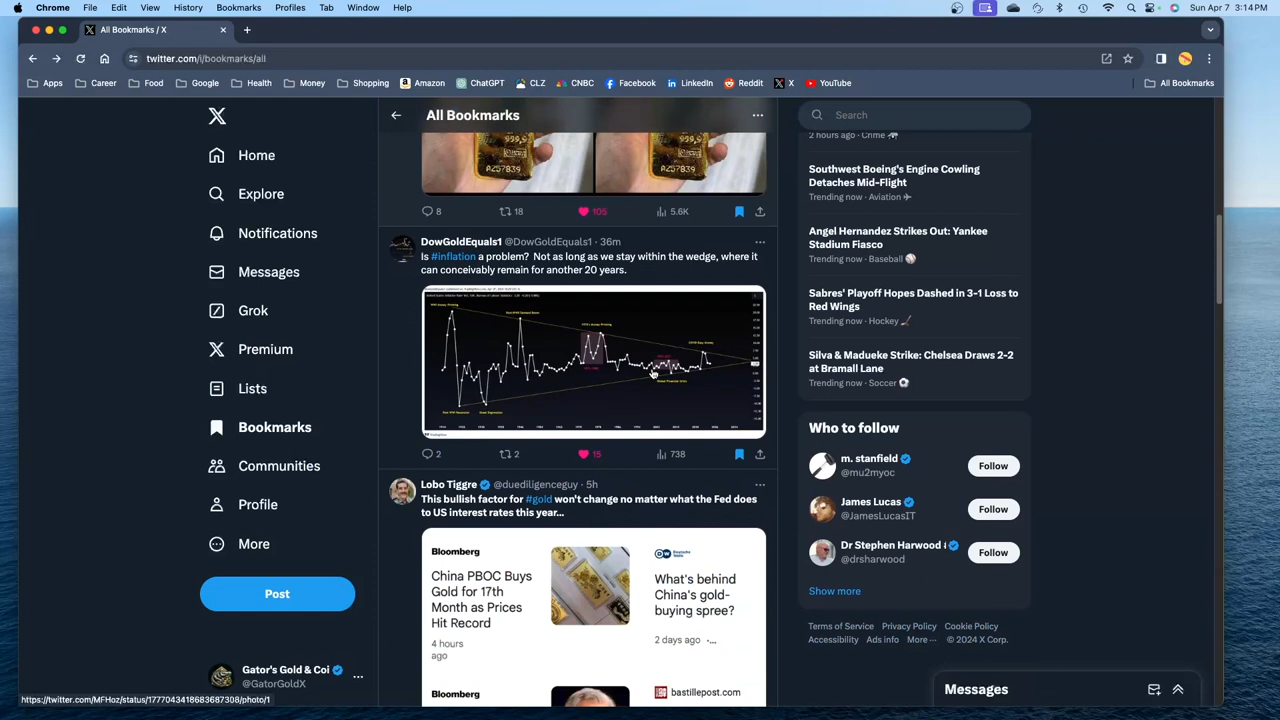 Chrome File Edit View History Bookmarks Profiles Tab Window Help
Sun Apr 7 3:14 PM
All Bookmarks / X
twitter.com/i/bookmarks/all
Apps Career Food Google Health Money Shopping Amazon ChatGPT CLZ CNBC Facebook LinkedIn Reddit X YouTube All Bookmarks
Home
Explore
Notifications
Messages
Grok
Premium
Lists
Bookmarks
Communities
Profile
More
Post
Gator's Gold & Coi
@GatorGoldX
https://twitter.com/MFHoz/status/1777043418683687308/photo/1
All Bookmarks
999,9
AZ57839
999,9
AZ57839
8 18 105 5.6K
DowGoldEquals1 @DowGoldEquals1 · 36m
Is #inflation a problem? Not as long as we stay within the wedge, where it
can conceivably remain for another 20 years.
2 2 15 738
Lobo Tiggre @duediligenceguy · 5h
This bullish factor for #gold won't change no matter what the Fed does
to US interest rates this year...
Bloomberg
China PBOC Buys
Gold for 17th
Month as Prices
Hit Record
4 hours
ago
What's behind
China's gold-
buying spree?
2 days ago ·...
Bloomberg
bastillepost.com
Search
2 hours ago · Crime
Southwest Boeing's Engine Cowling
Detaches Mid-Flight
Trending now · Aviation
Angel Hernandez Strikes Out: Yankee
Stadium Fiasco
Trending now · Baseball
Sabres' Playoff Hopes Dashed in 3-1 Loss to
Red Wings
Trending now · Hockey
Silva & Madueke Strike: Chelsea Draws 2-2
at Bramall Lane
Trending now · Soccer
Who to follow
m. stanfield
@mu2myoc
Follow
James Lucas
@JamesLucasIT
Follow
Dr Stephen Harwood
@drsharwood
Follow
Show more
Terms of Service Privacy Policy Cookie Policy
Accessibility Ads info More ··· © 2024 X Corp.
Messages